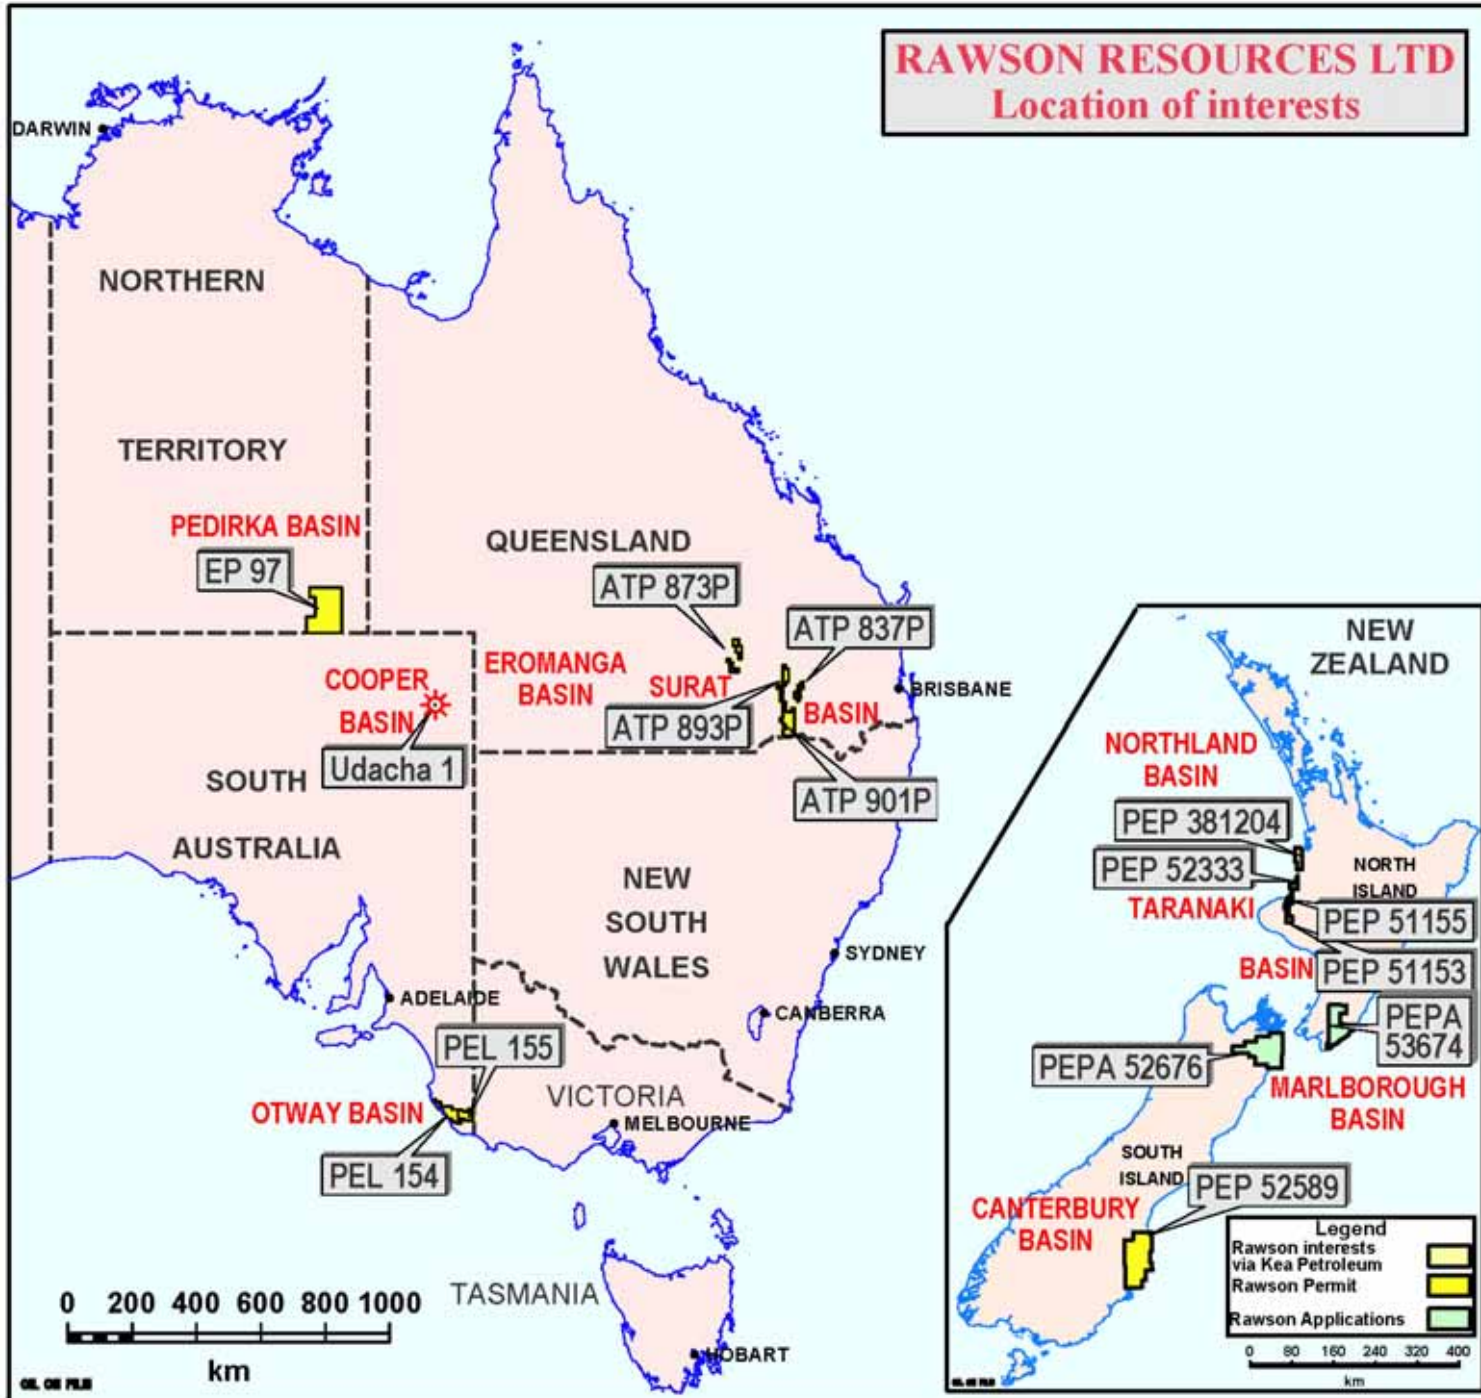 RAWSON RESOURCES LTD
Location of interests
DARWIN
NORTHERN
TERRITORY
PEDIRKA BASIN
EP 97
QUEENSLAND
ATP 873P
ATP 837P
EROMANGA
BASIN
SURAT
BASIN
BRISBANE
ATP 893P
ATP 901P
COOPER
BASIN
Udacha 1
SOUTH
AUSTRALIA
NEW
SOUTH
WALES
SYDNEY
ADELAIDE
CANBERRA
PEL 155
VICTORIA
OTWAY BASIN
MELBOURNE
PEL 154
TASMANIA
HOBART
0 200 400 600 800 1000
km
NEW
ZEALAND
NORTHLAND
BASIN
PEP 381204
PEP 52333
NORTH
ISLAND
TARANAKI
BASIN
PEP 51155
PEP 51153
PEPA
53674
PEPA 52676
MARLBOROUGH
BASIN
SOUTH
ISLAND
PEP 52589
CANTERBURY
BASIN
Legend
Rawson interests
via Kea Petroleum
Rawson Permit
Rawson Applications
0 80 160 240 320 400
km